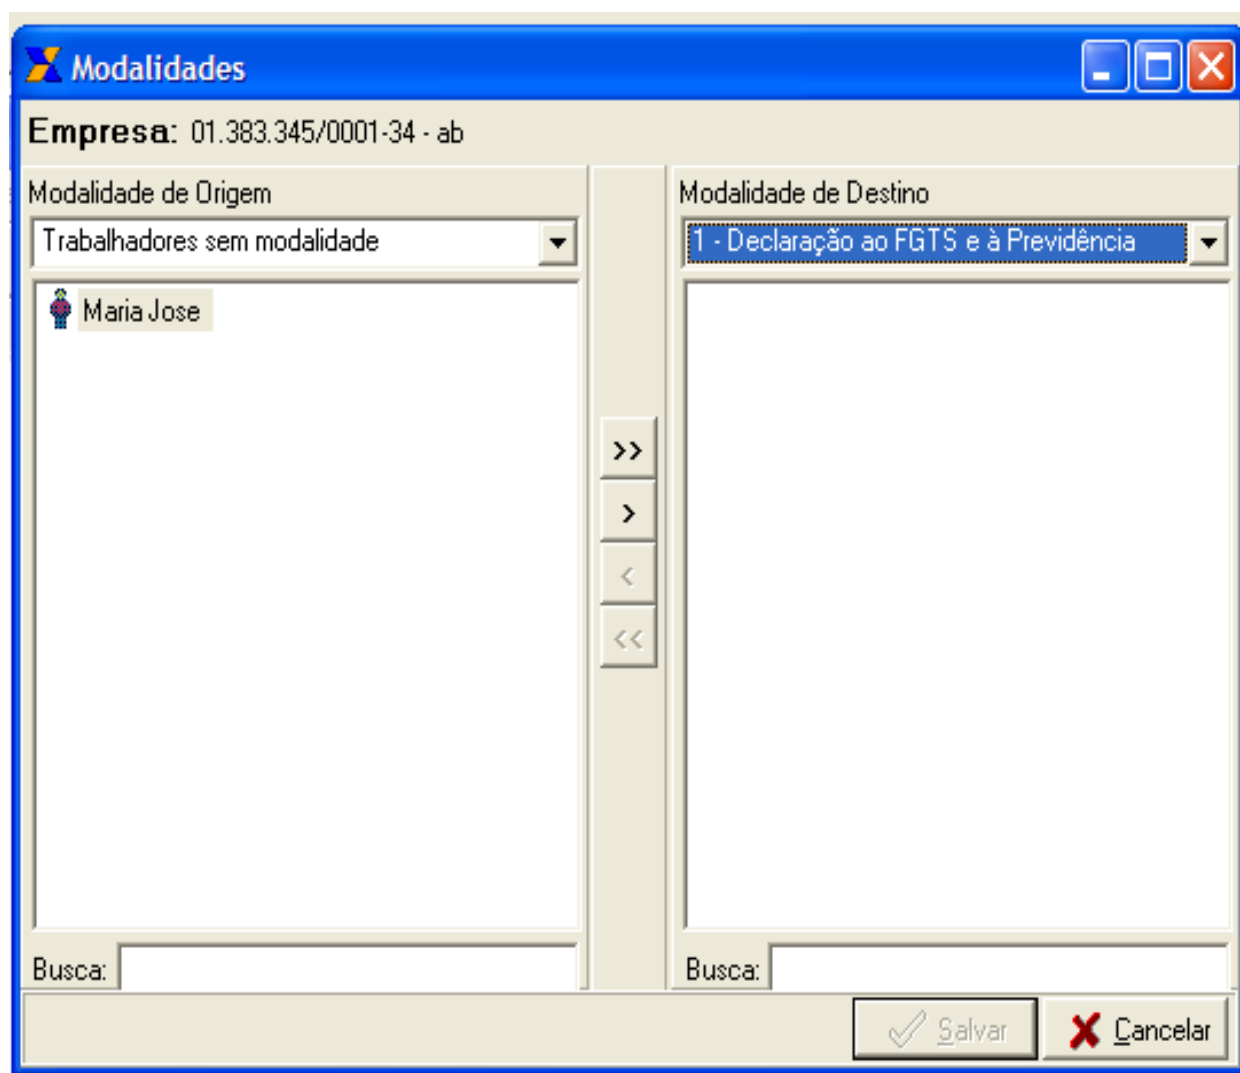 Modalidades
Empresa: 01.383.345/0001-34 - ab
Modalidade de Origem
Trabalhadores sem modalidade
Maria Jose
Busca:
>>
>
<
<<
Modalidade de Destino
1 - Declaração ao FGTS e à Previdência
Busca:
Salvar
Cancelar